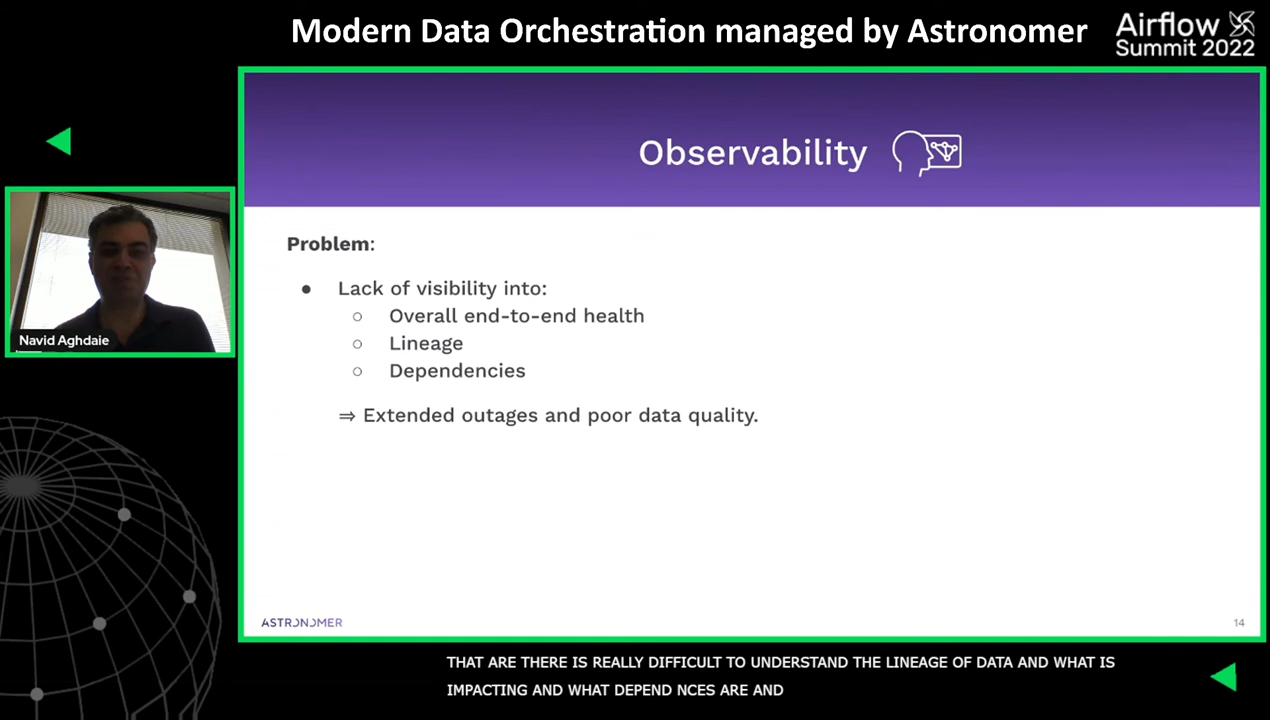 Modern Data Orchestration managed by Astronomer
Airflow
Summit 2022
Observability
Problem:
● Lack of visibility into:
○ Overall end-to-end health
○ Lineage
○ Dependencies
⇒ Extended outages and poor data quality.
Navid Aghdaie
ASTRONOMER
14
THAT ARE THERE IS REALLY DIFFICULT TO UNDERSTAND THE LINEAGE OF DATA AND WHAT IS
IMPACTING AND WHAT DEPEND NCES ARE AND